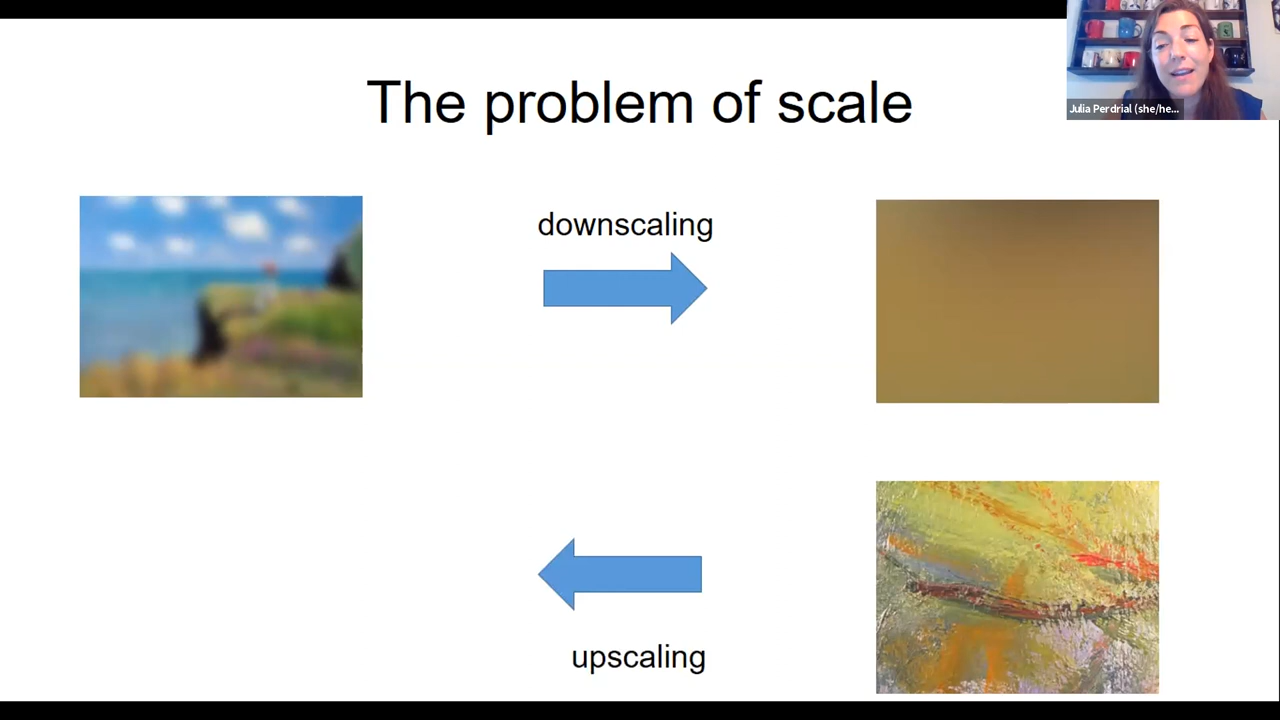 The problem of scale
Julia Perdrial (she/he...
downscaling
upscaling